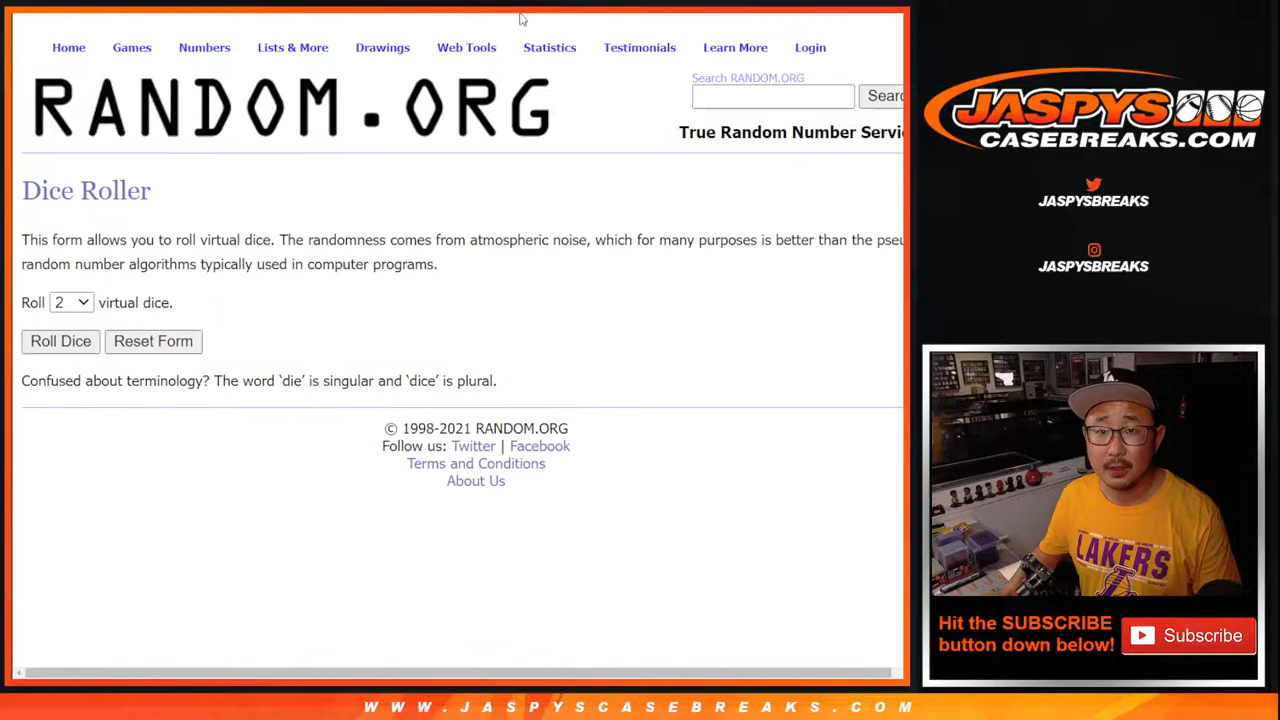 Home Games Numbers Lists & More Drawings Web Tools Statistics Testimonials Learn More Login
RANDOM.ORG
Search RANDOM.ORG
Searc
True Random Number Servi
Dice Roller
This form allows you to roll virtual dice. The randomness comes from atmospheric noise, which for many purposes is better than the pseu
random number algorithms typically used in computer programs.
Roll 2 virtual dice.
Roll Dice Reset Form
Confused about terminology? The word ‘die’ is singular and ‘dice’ is plural.
© 1998-2021 RANDOM.ORG
Follow us: Twitter | Facebook
Terms and Conditions
About Us
JASPYS
CASEBREAKS.COM
JASPYSBREAKS
JASPYSBREAKS
LAKERS
Hit the SUBSCRIBE
button down below!
Subscribe
WWW.JASPYSCASEBREAKS.COM